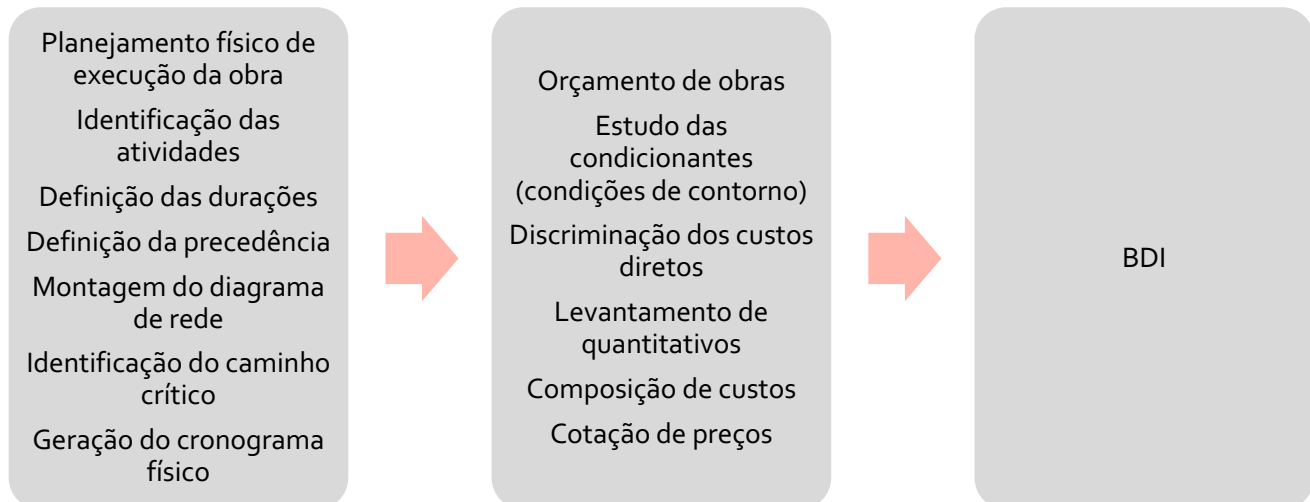 Planejamento físico de
execução da obra
Identificação das
atividades
Definição das durações
Definição da precedência
Montagem do diagrama
de rede
Identificação do caminho
crítico
Geração do cronograma
físico
Orçamento de obras
Estudo das
condicionantes
(condições de contorno)
Discriminação dos custos
diretos
Levantamento de
quantitativos
Composição de custos
Cotação de preços
BDI